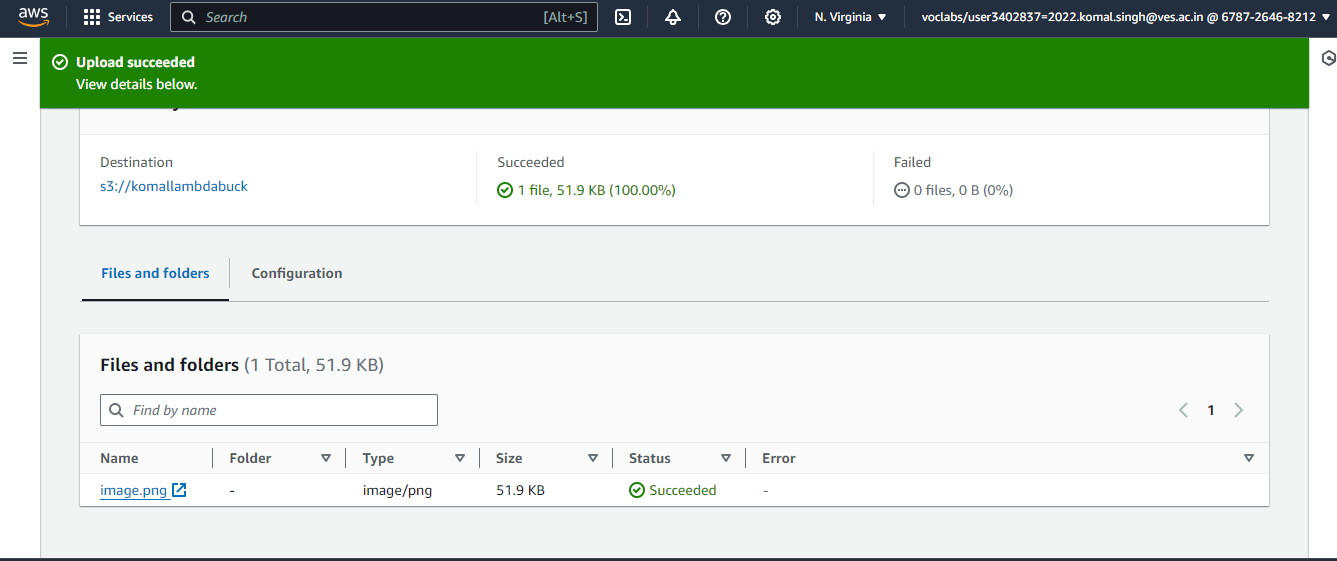 aws
Services
Search [Alt+S]
N. Virginia
voclabs/user3402837=2022.komal.singh@ves.ac.in @ 6787-2646-8212
Upload succeeded
View details below.
Destination
s3://komallambdabuck
Succeeded
1 file, 51.9 KB (100.00%)
Failed
0 files, 0 B (0%)
Files and folders
Configuration
Files and folders (1 Total, 51.9 KB)
Find by name
1
Name Folder Type Size Status Error
image.png - image/png 51.9 KB Succeeded -